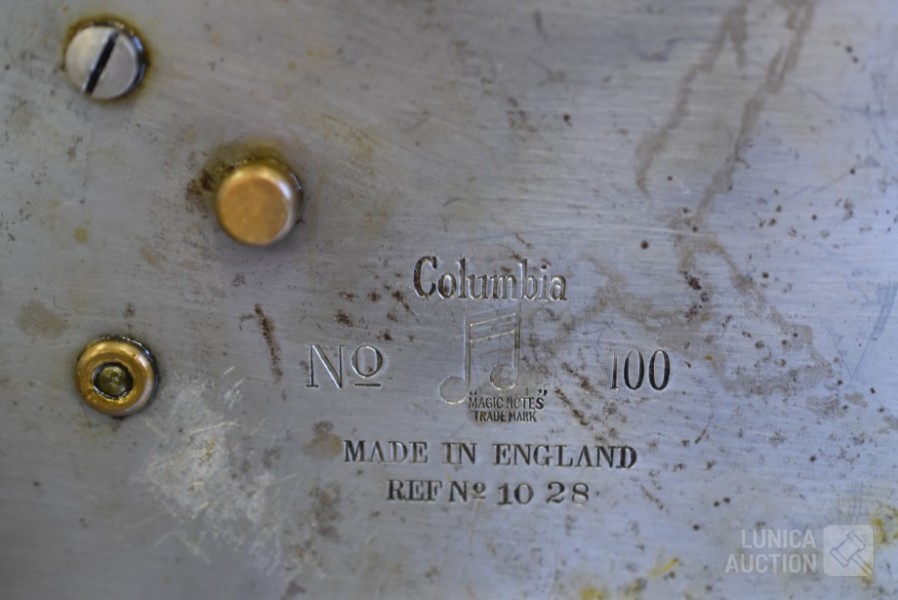 Columbia
No 100
"MAGIC NOTES"
TRADE MARK
MADE IN ENGLAND
REF No 10 28
LUNICA
AUCTION